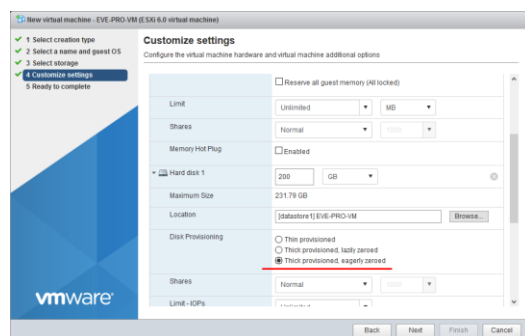 New virtual machine - EVE-PRO-VM (ESXi 6.0 virtual machine)
1 Select creation type
2 Select a name and guest OS
3 Select storage
4 Customize settings
5 Ready to complete
Customize settings
Configure the virtual machine hardware and virtual machine additional options
Reserve all guest memory (All locked)
Limit
Unlimited
MB
Shares
Normal
Memory Hot Plug
Enabled
Hard disk 1
200
GB
Maximum Size
231.79 GB
Location
[datastore1] EVE-PRO-VM
Browse...
Disk Provisioning
Thin provisioned
Thick provisioned, lazily zeroed
Thick provisioned, eagerly zeroed
Shares
Normal
Limit - IOPs
Unlimited
vmware
Back
Next
Finish
Cancel